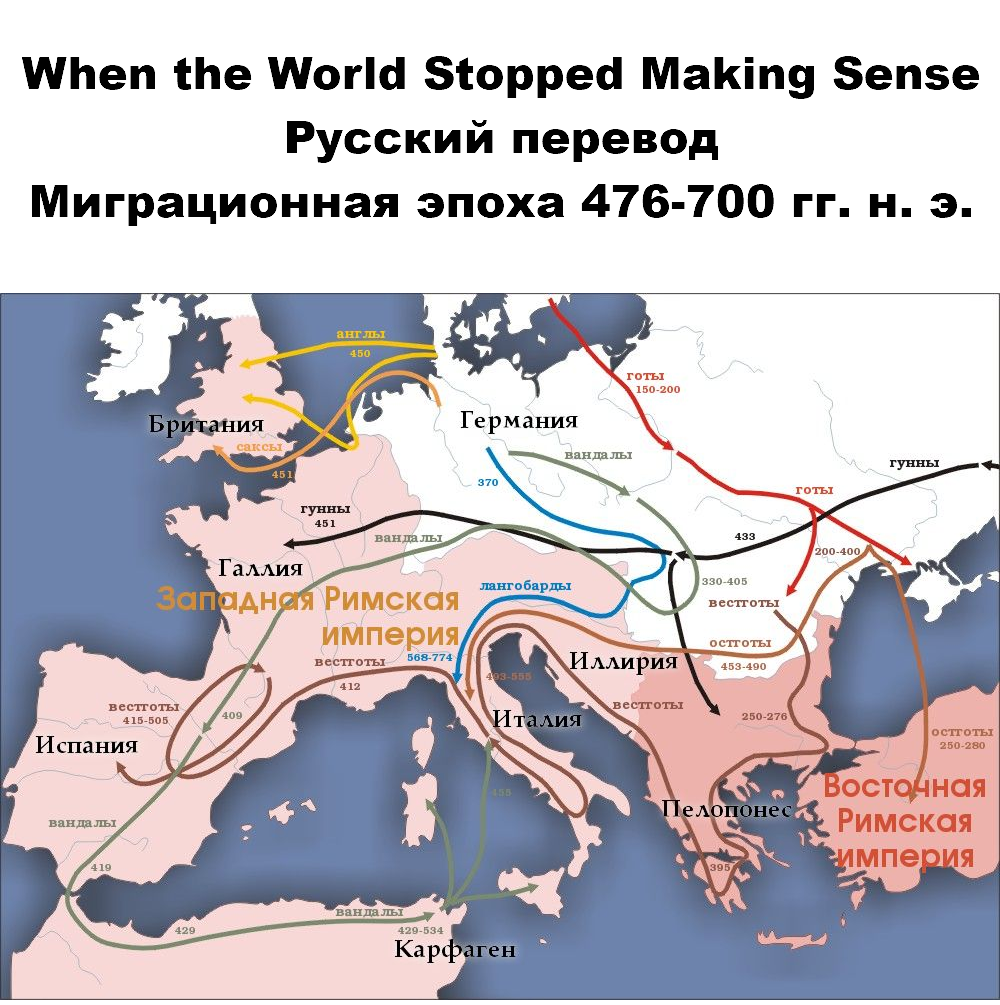 When the World Stopped Making Sense
Русский перевод
Миграционная эпоха 476-700 гг. н. э.
англы
450
готы
150-200
Британия
Германия
саксы
451
370
вандалы
гунны
готы
гунны
451
вандалы
433
200-400
Галлия
лангобарды
330-405
вестготы
Западная Римская
империя
568-774
вестготы
412
493-555
Иллирия
остготы
453-490
вестготы
415-505
409
Испания
Италия
вестготы
250-276
остготы
250-280
455
Пелопонес
Восточная
Римская
империя
вандалы
419
395
429
вандалы
429-534
Карфаген